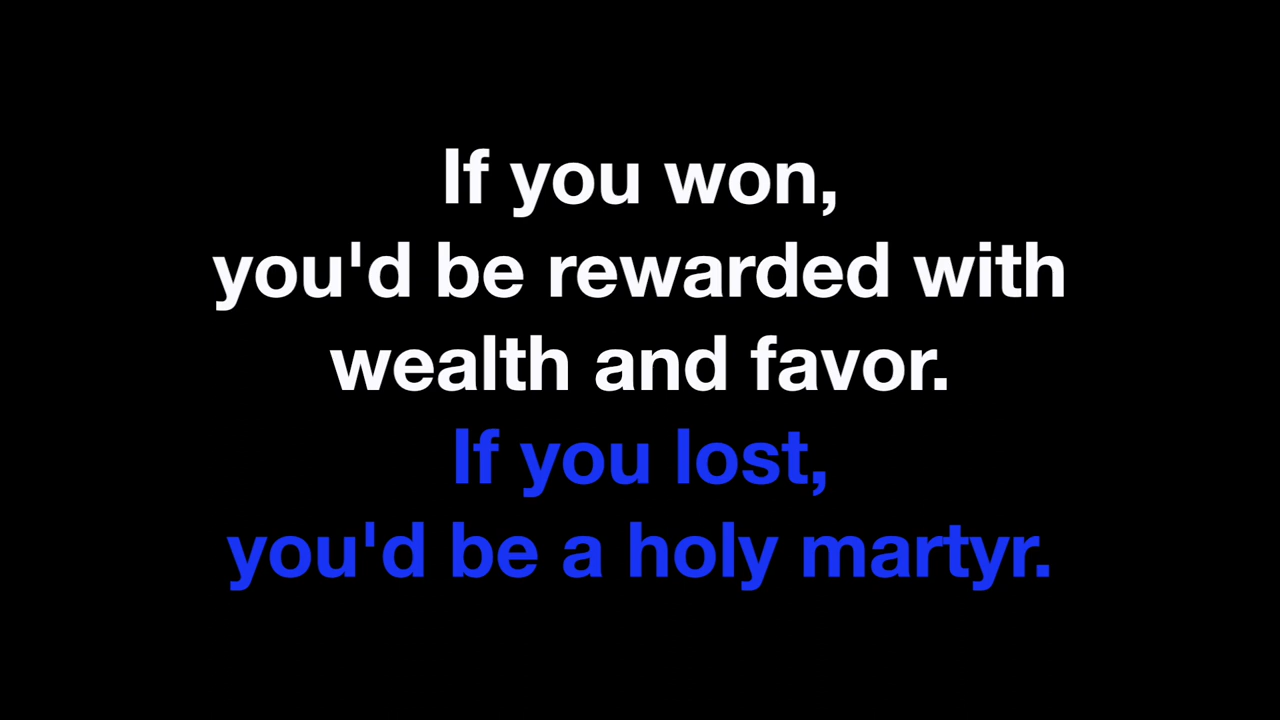 If you won,
you'd be rewarded with
wealth and favor.
If you lost,
you'd be a holy martyr.